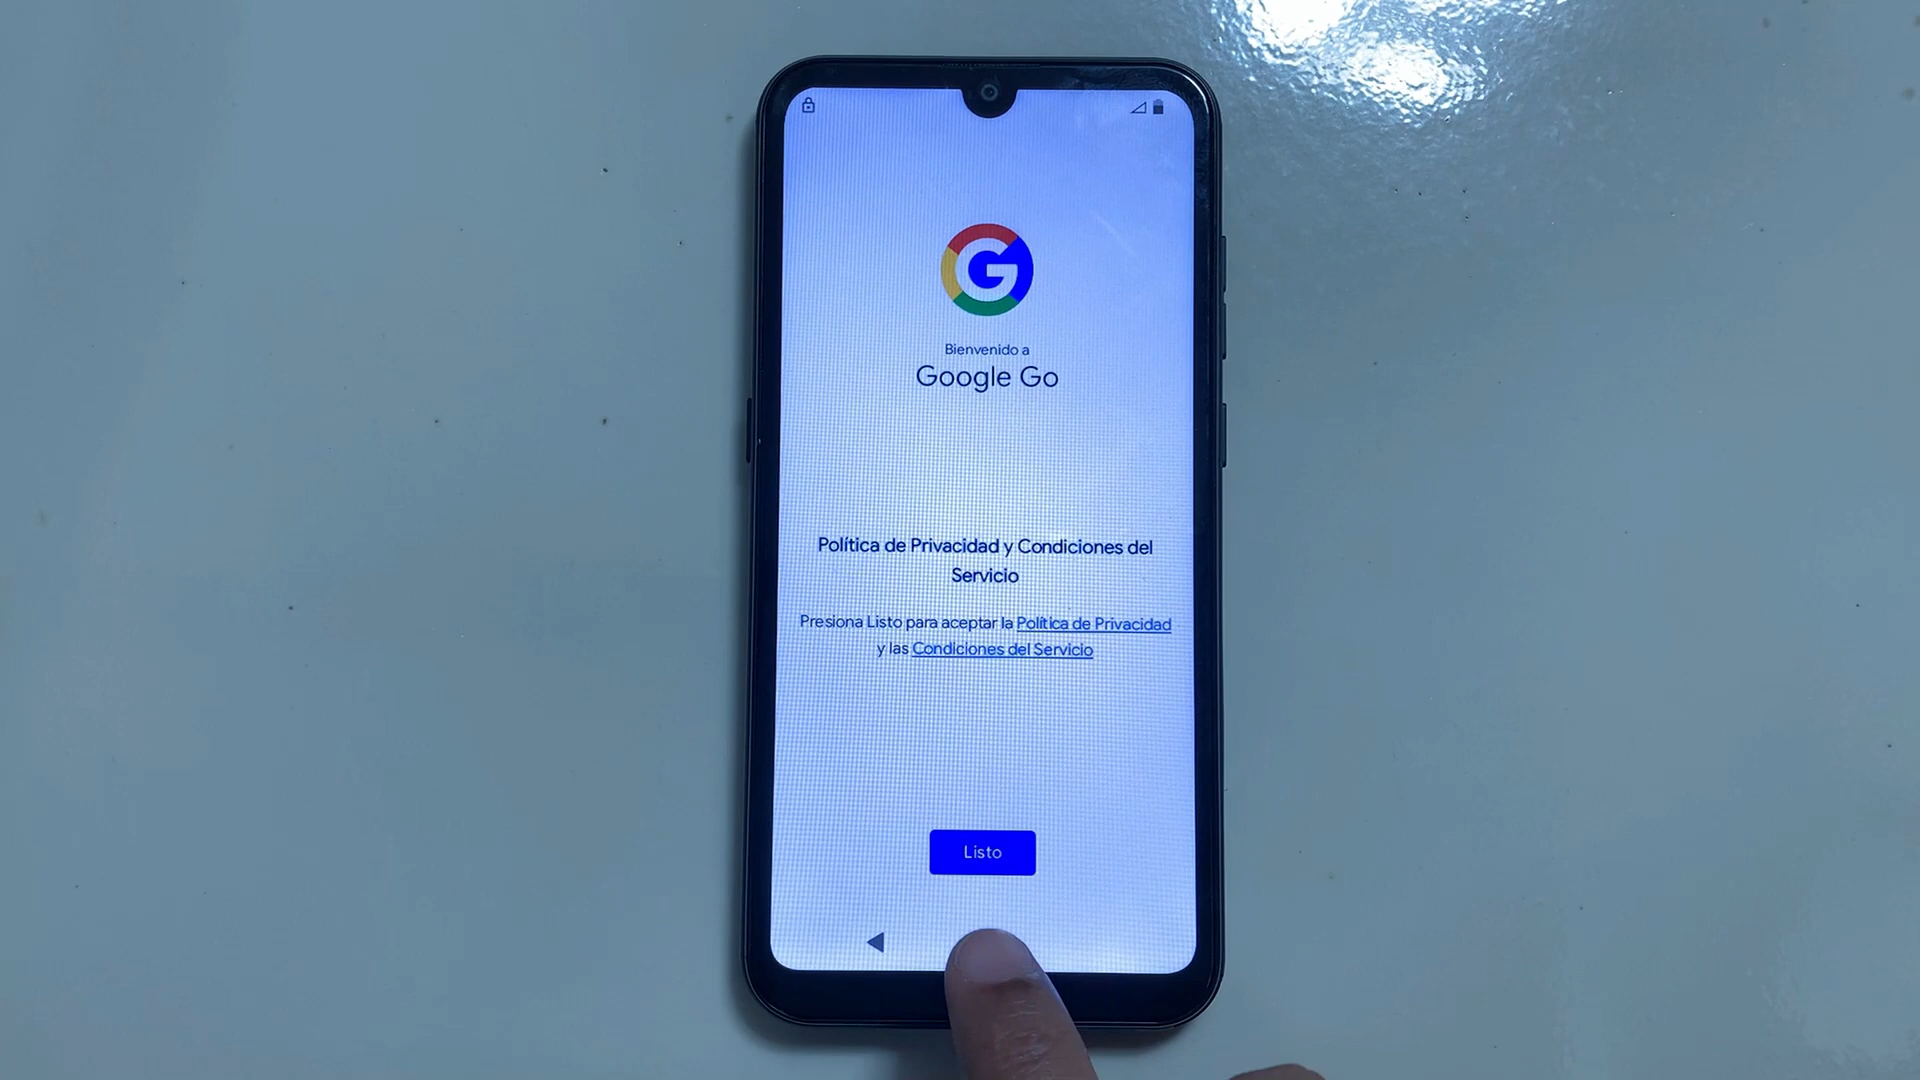 Bienvenido a
Google Go
Política de Privacidad y Condiciones del
Servicio
Presiona Listo para aceptar la Política de Privacidad
y las Condiciones del Servicio
Listo